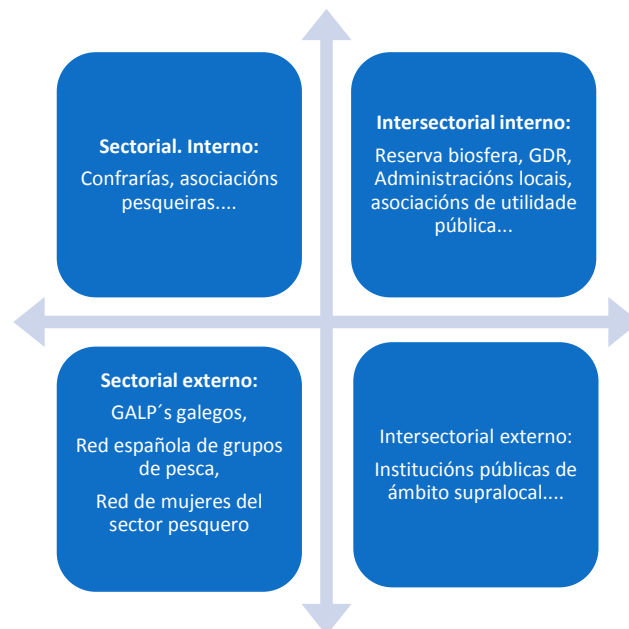 Sectorial. Interno:
Confrarías, asociacións
pesqueiras....
Intersectorial interno:
Reserva biosfera, GDR,
Administracións locais,
asociacións de utilidade
pública...
Sectorial externo:
GALP´s galegos,
Red española de grupos
de pesca,
Red de mujeres del
sector pesquero
Intersectorial externo:
Institucións públicas de
ámbito supralocal....